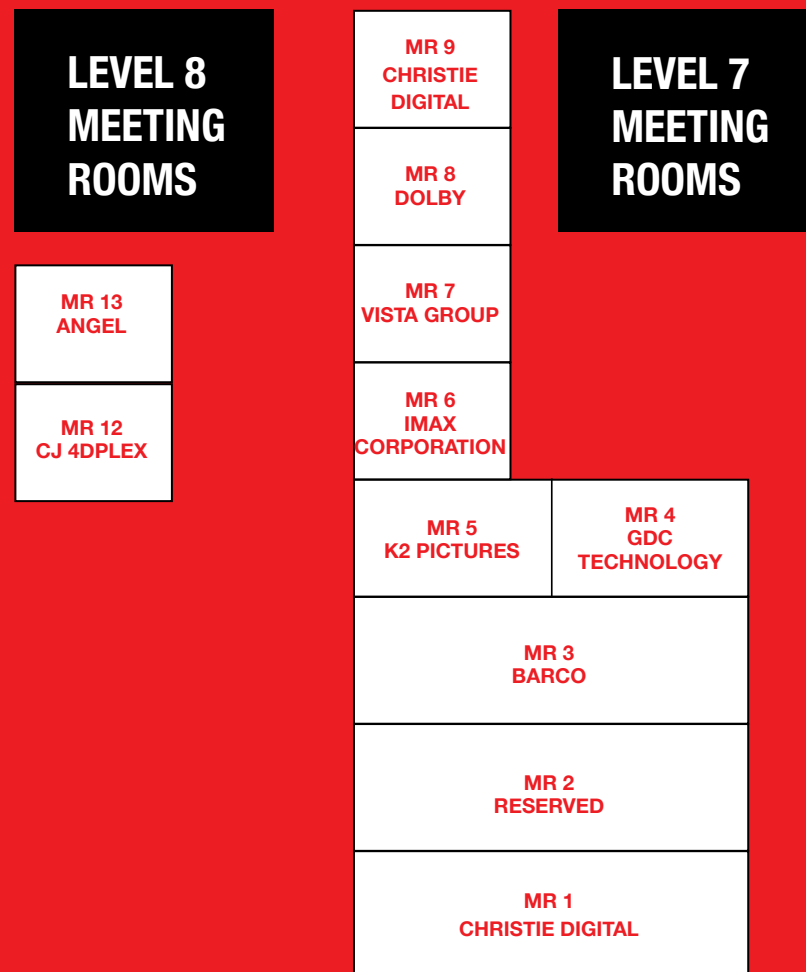 LEVEL 8
MEETING
ROOMS
MR 13
ANGEL
MR 12
CJ 4DPLEX
LEVEL 7
MEETING
ROOMS
MR 9
CHRISTIE
DIGITAL
MR 8
DOLBY
MR 7
VISTA GROUP
MR 6
IMAX
CORPORATION
MR 5
K2 PICTURES
MR 4
GDC
TECHNOLOGY
MR 3
BARCO
MR 2
RESERVED
MR 1
CHRISTIE DIGITAL